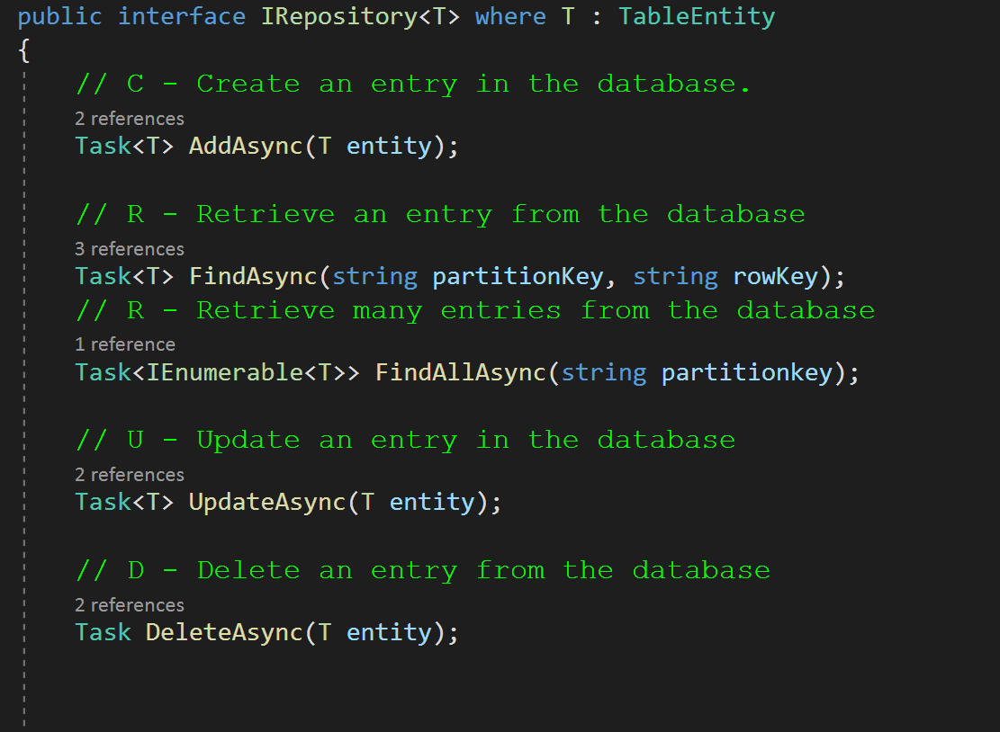 public interface IRepository<T> where T : TableEntity
{
// C - Create an entry in the database.
2 references
Task<T> AddAsync(T entity);
// R - Retrieve an entry from the database
3 references
Task<T> FindAsync(string partitionKey, string rowKey);
// R - Retrieve many entries from the database
1 reference
Task<IEnumerable<T>> FindAllAsync(string partitionkey);
// U - Update an entry in the database
2 references
Task<T> UpdateAsync(T entity);
// D - Delete an entry from the database
2 references
Task DeleteAsync(T entity);